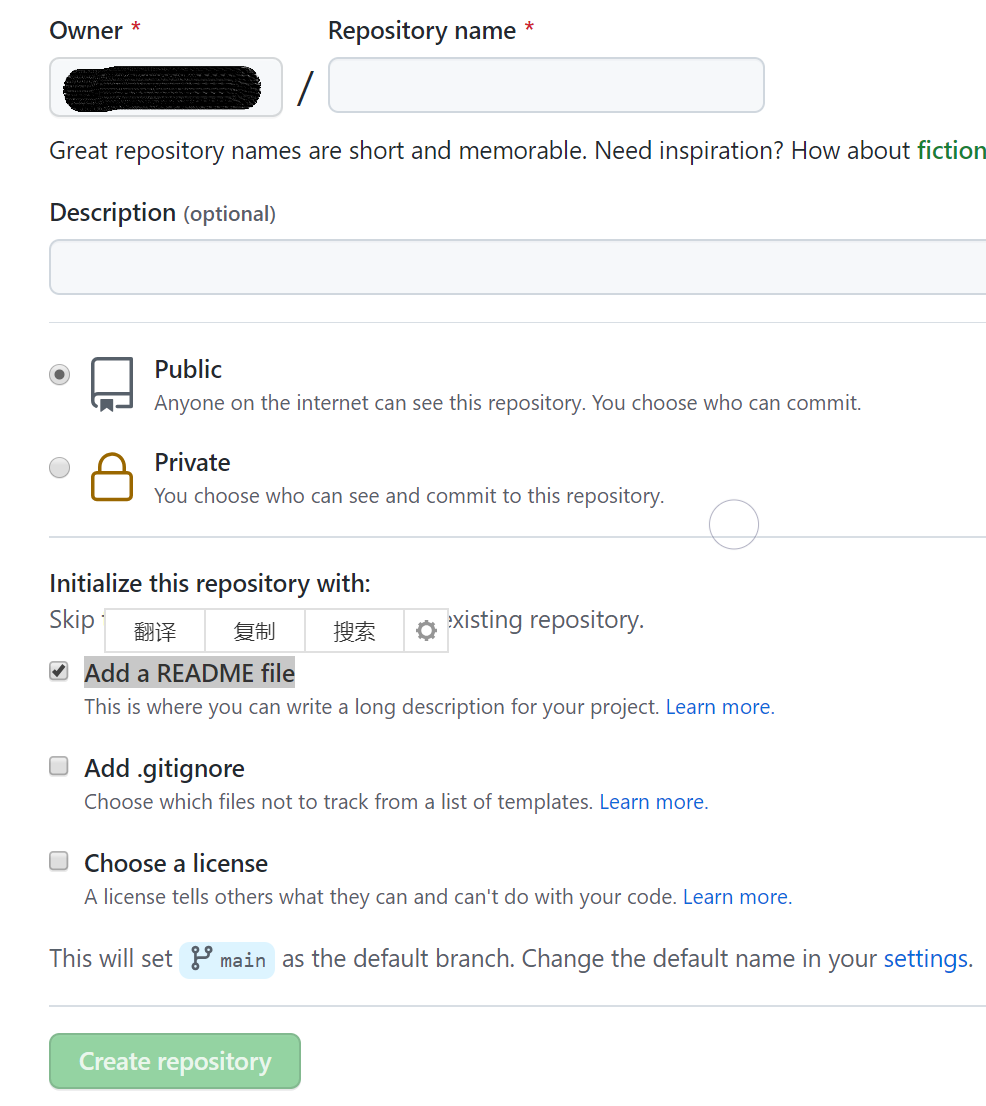 Owner *
Repository name *
/
Great repository names are short and memorable. Need inspiration? How about fiction
Description (optional)
Public
Anyone on the internet can see this repository. You choose who can commit.
Private
You choose who can see and commit to this repository.
Initialize this repository with:
Skip existing repository.
翻译 复制 搜索
Add a README file
This is where you can write a long description for your project. Learn more.
Add .gitignore
Choose which files not to track from a list of templates. Learn more.
Choose a license
A license tells others what they can and can't do with your code. Learn more.
This will set main as the default branch. Change the default name in your settings.
Create repository